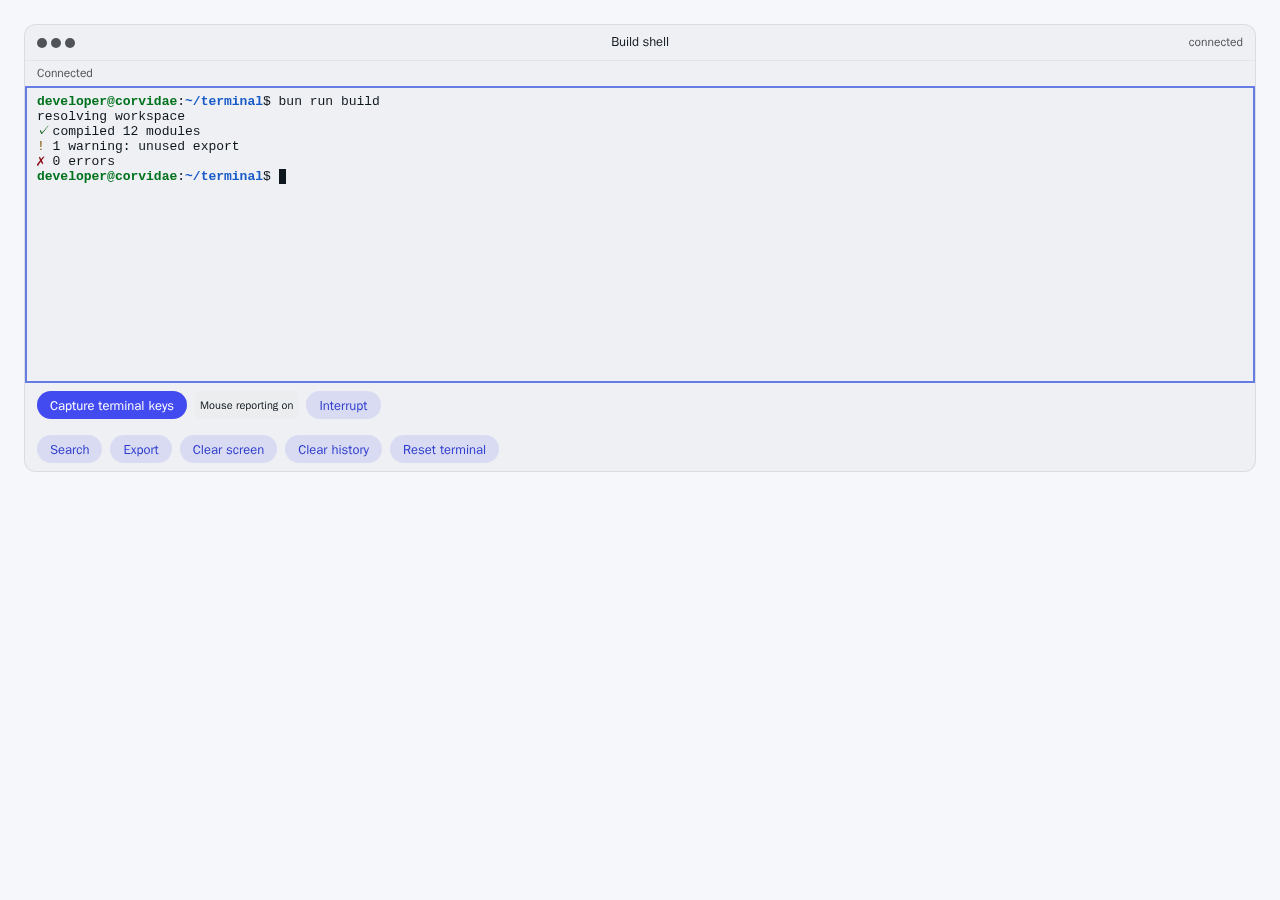 Build shell
connected
Connected
developer@corvidae:~/terminal$ bun run build
resolving workspace
✓ compiled 12 modules
! 1 warning: unused export
✗ 0 errors
developer@corvidae:~/terminal$
Capture terminal keys
Mouse reporting on
Interrupt
Search
Export
Clear screen
Clear history
Reset terminal